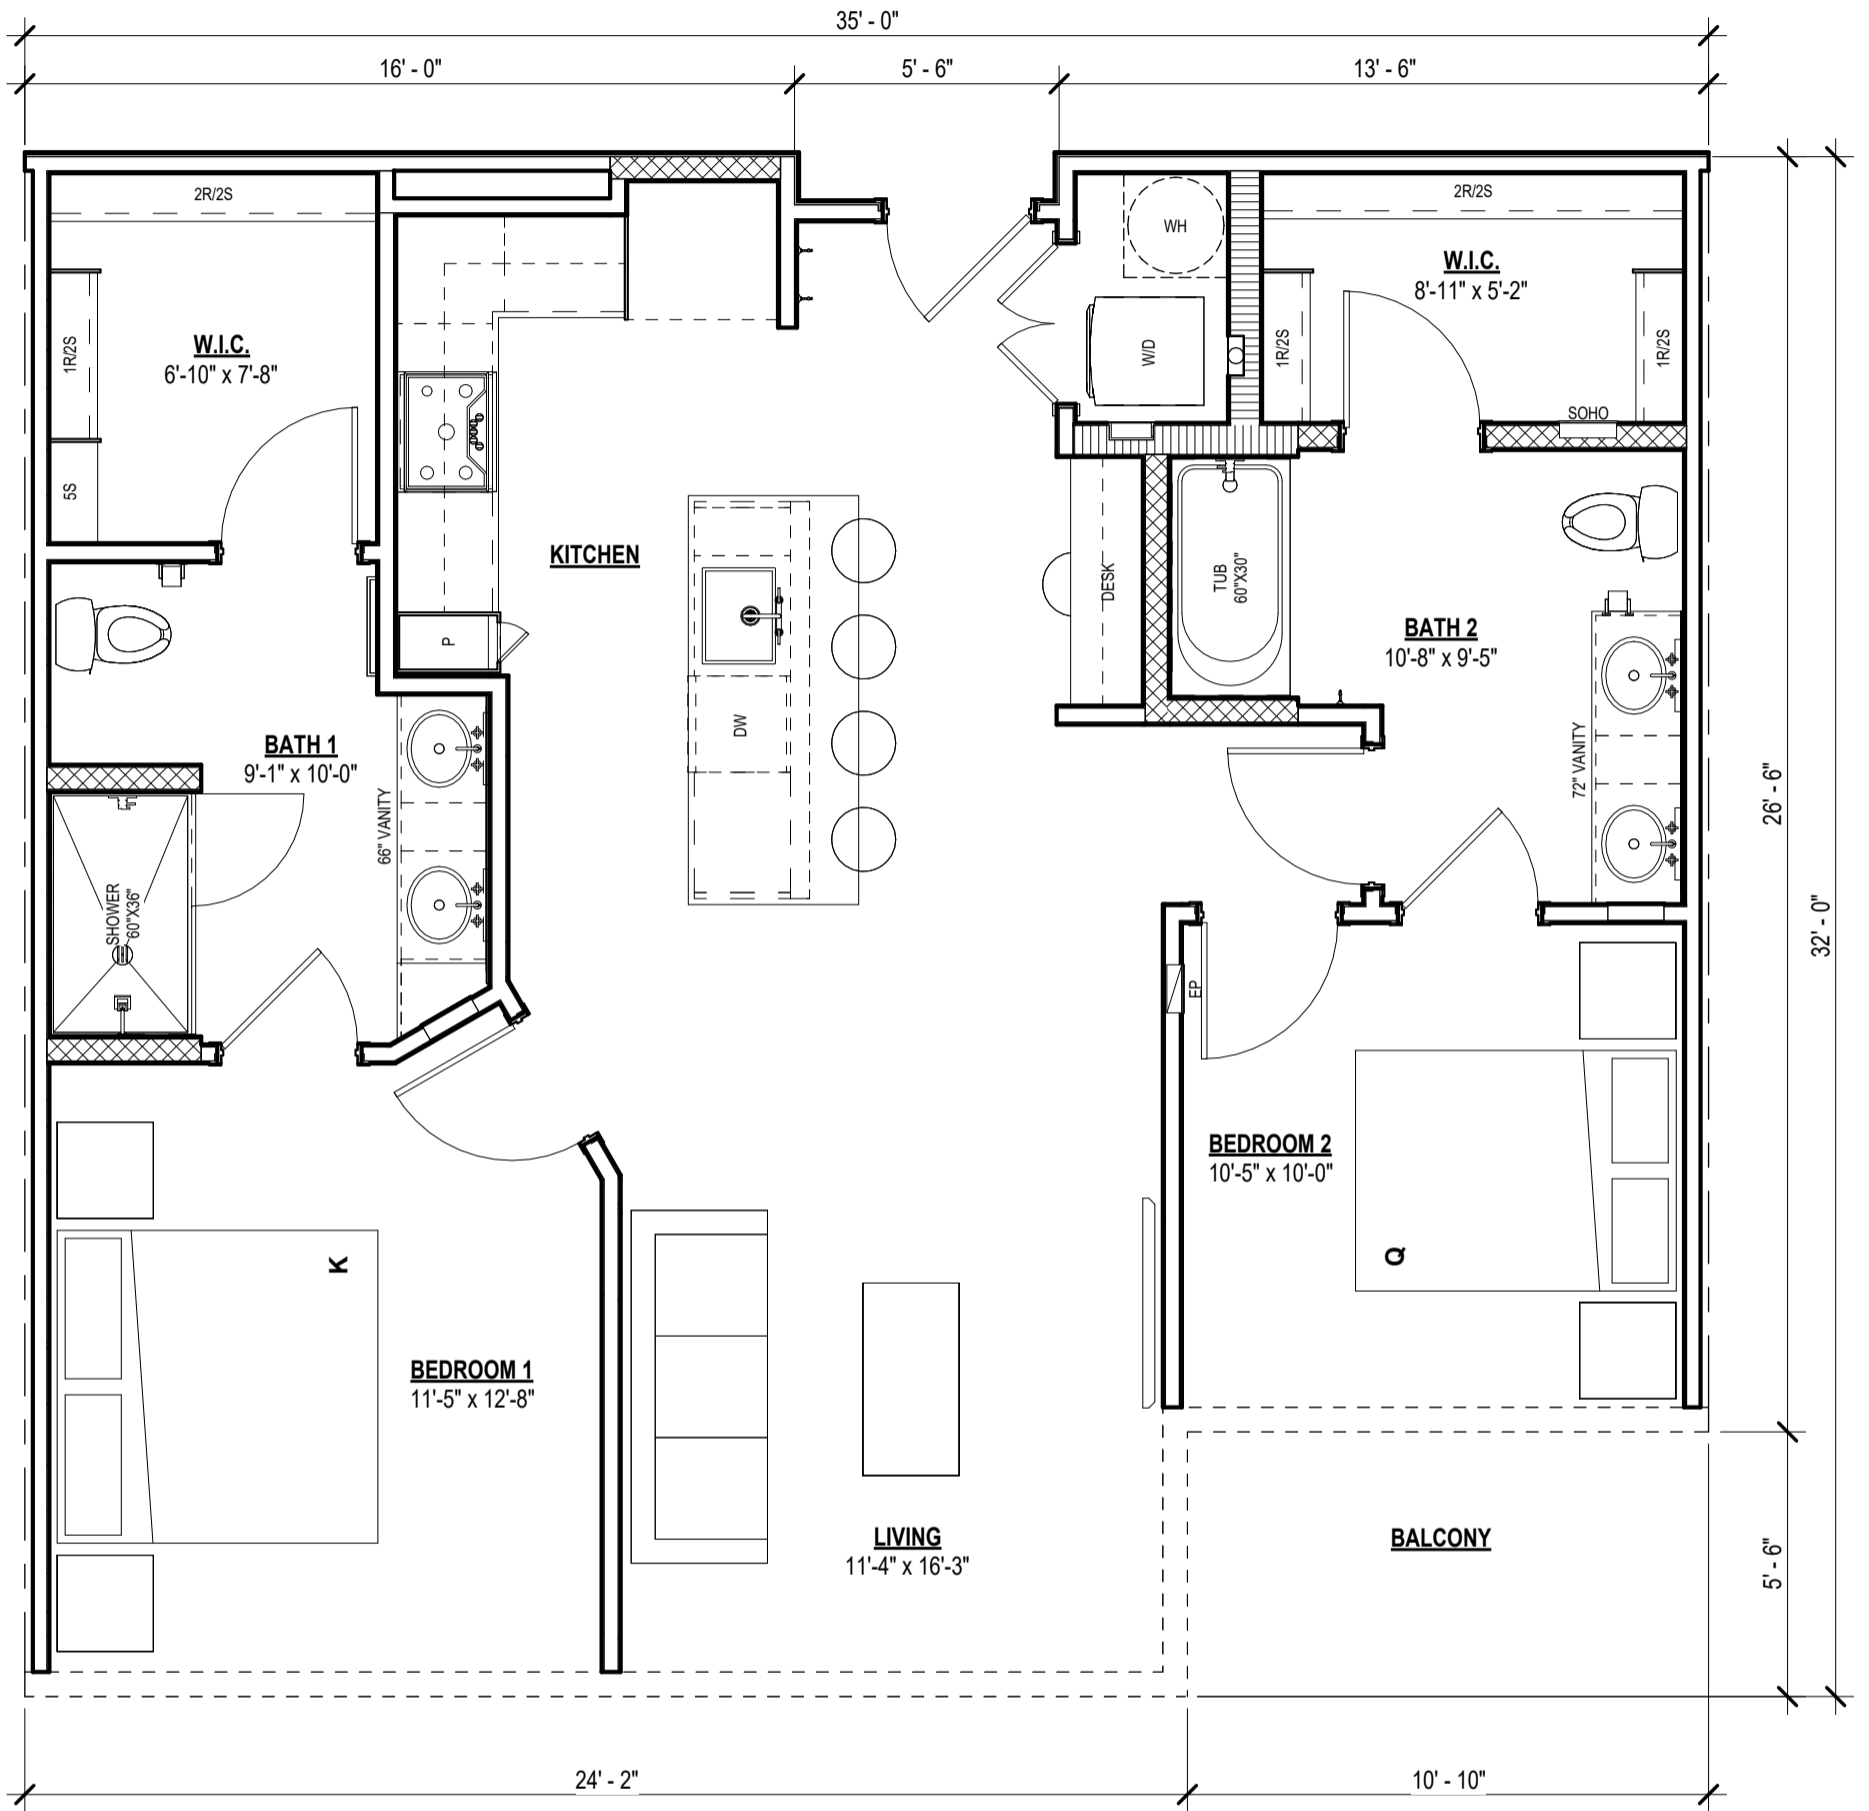 35' - 0"
16' - 0"
5' - 6"
13' - 6"
2R/2S
2R/2S
WH
W.I.C.
8'-11" x 5'-2"
1R/2S
W.I.C.
6'-10" x 7'-8"
W/D
1R/2S
1R/2S
SOHO
5S
KITCHEN
DESK
TUB
60"X30"
P
BATH 2
10'-8" x 9'-5"
DW
BATH 1
9'-1" x 10'-0"
72" VANITY
26' - 6"
66" VANITY
SHOWER
60"X36"
32' - 0"
EP
BEDROOM 2
10'-5" x 10'-0"
K
Q
BEDROOM 1
11'-5" x 12'-8"
LIVING
11'-4" x 16'-3"
BALCONY
5' - 6"
24' - 2"
10' - 10"